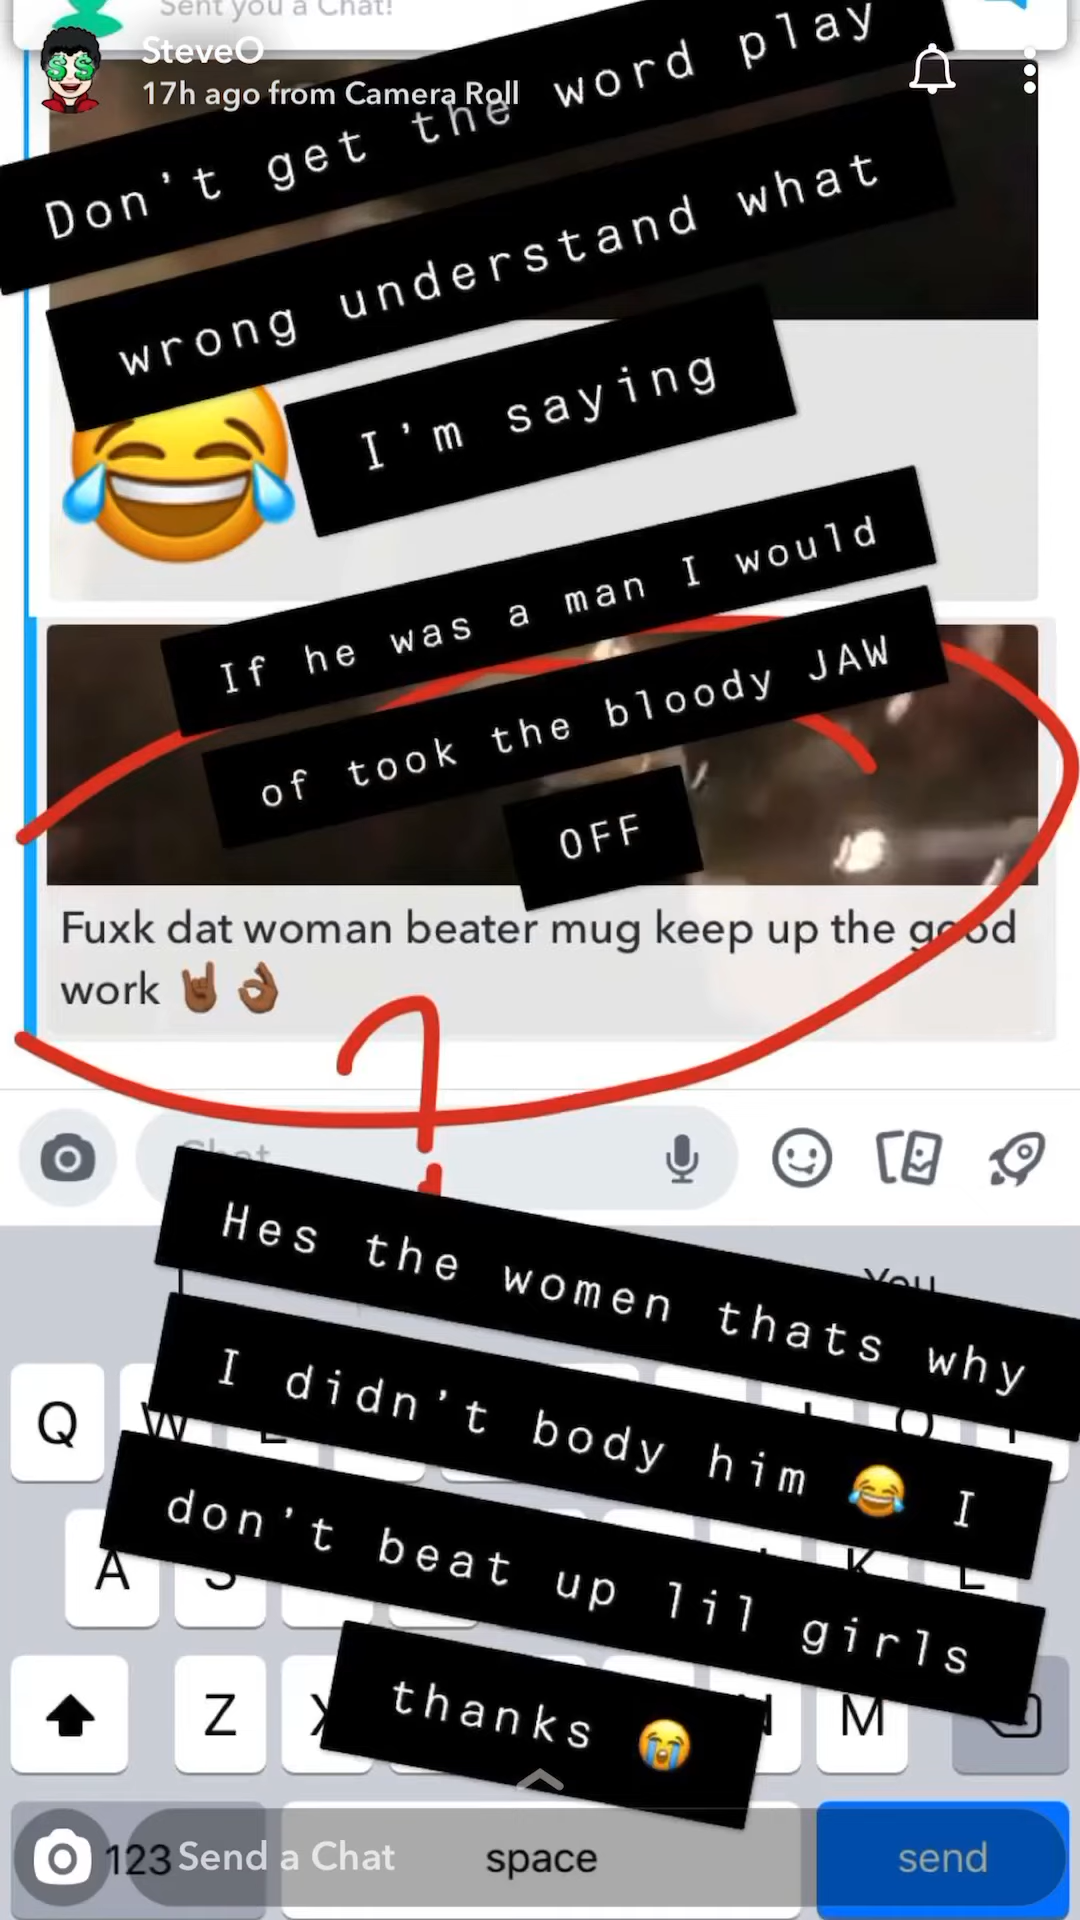 Sent you a Chat!
SteveO
17h ago from Camera Roll
Don't get the word play
wrong understand what
I'm saying
😂
If he was a man I would
of took the bloody JAW
OFF
Fuxk dat woman beater mug keep up the good
work 🤘🏾👌🏾
Chat
Hes the women thats why
I didn't body him 😂 I
don't beat up lil girls
thanks 😭
You
Q W O
A S K L
Z X N M
123 Send a Chat space send